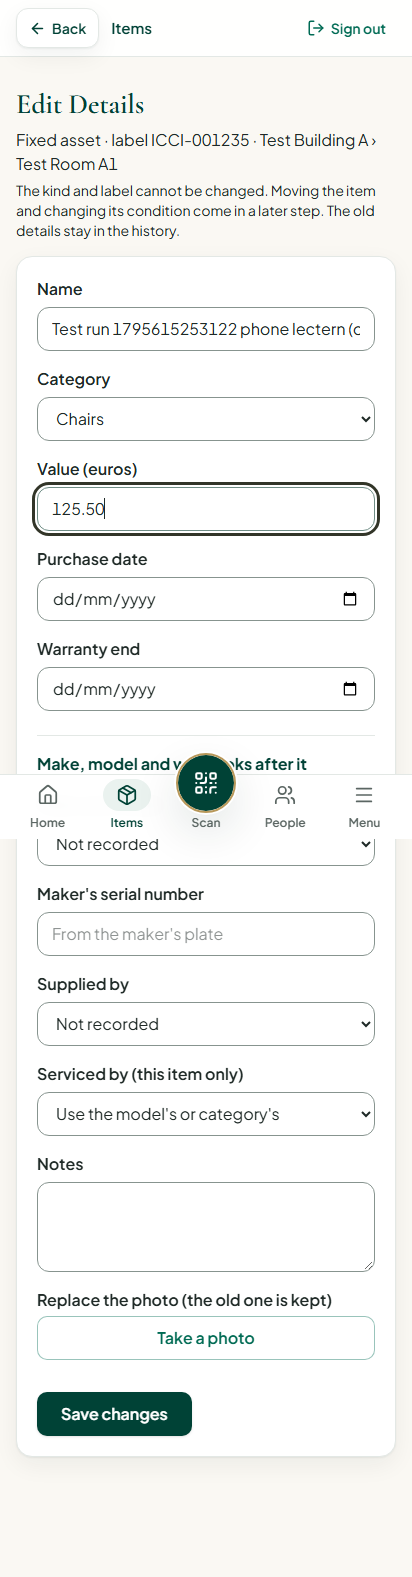 Back
Items
Sign out
Edit Details
Fixed asset · label ICCI-001235 · Test Building A ›
Test Room A1
The kind and label cannot be changed. Moving the item
and changing its condition come in a later step. The old
details stay in the history.
Name
Test run 1795615253122 phone lectern (c
Category
Chairs
Value (euros)
125.50
Purchase date
dd/mm/yyyy
Warranty end
dd/mm/yyyy
Make, model and w oks after it
Home
Items
Scan
People
Menu
Not recorded
Maker's serial number
From the maker's plate
Supplied by
Not recorded
Serviced by (this item only)
Use the model's or category's
Notes
Replace the photo (the old one is kept)
Take a photo
Save changes